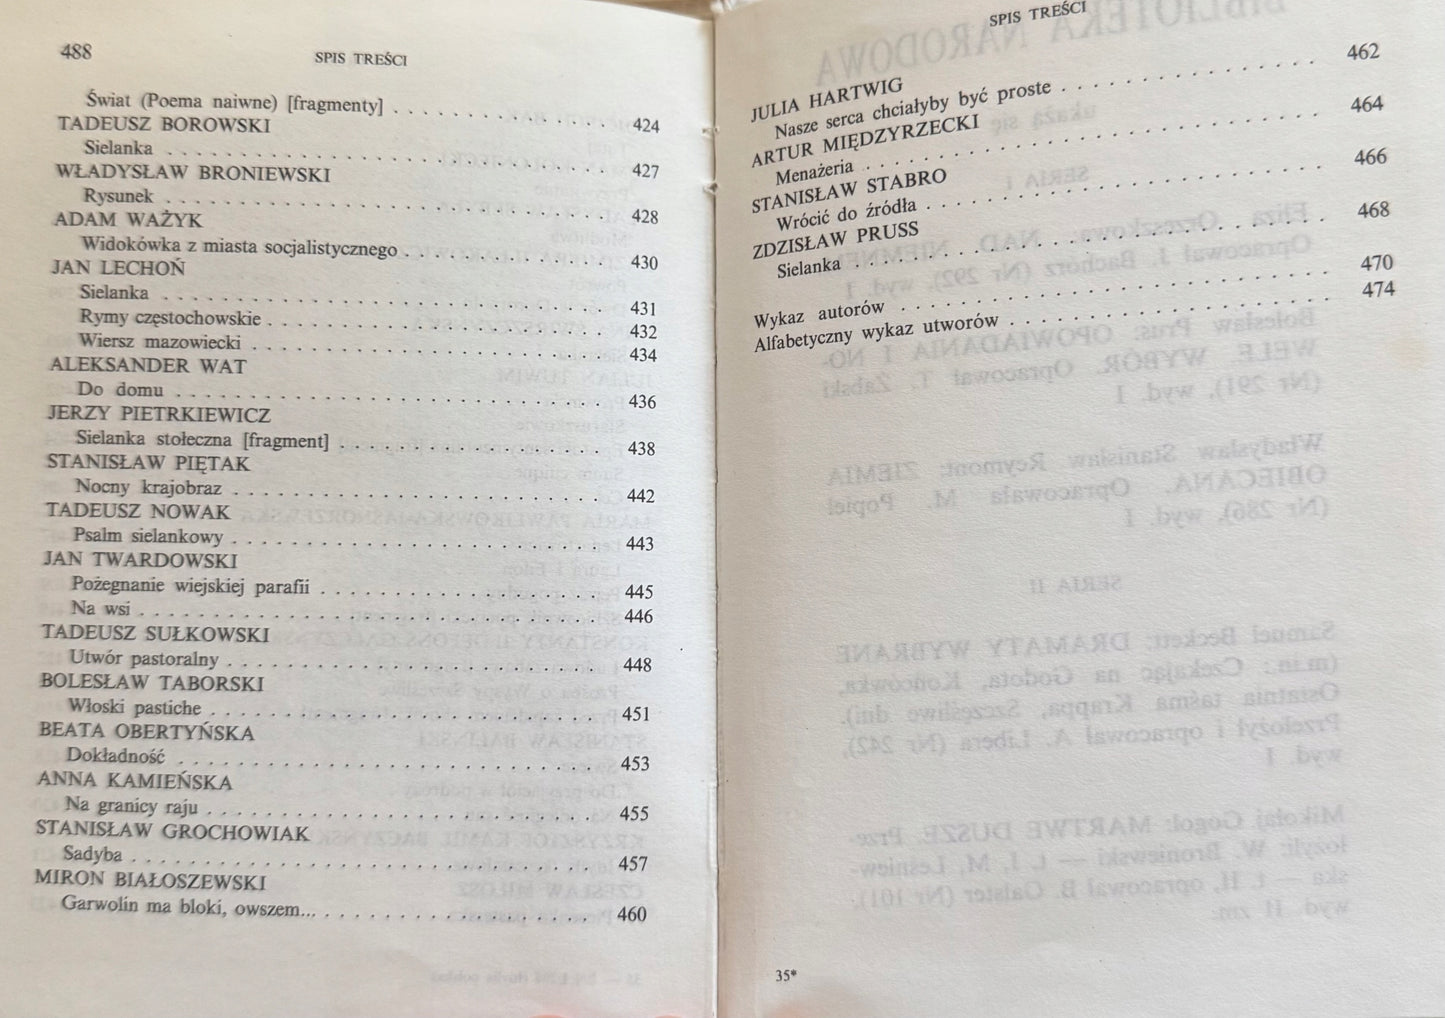 488
SPIS TREŚCI
Świat (Poema naiwne) [fragmenty] . . . . . . . . . . . . . 424
TADEUSZ BOROWSKI
Sielanka . . . . . . . . . . . . . . . . . . . . . . . . . . 427
WŁADYSŁAW BRONIEWSKI
Rysunek . . . . . . . . . . . . . . . . . . . . . . . . . . 428
ADAM WAŻYK
Widokówka z miasta socjalistycznego . . . . . . . . . . . 430
JAN LECHOŃ
Sielanka . . . . . . . . . . . . . . . . . . . . . . . . . . 431
Rymy częstochowskie . . . . . . . . . . . . . . . . . . . . 432
Wiersz mazowiecki . . . . . . . . . . . . . . . . . . . . . 434
ALEKSANDER WAT
Do domu . . . . . . . . . . . . . . . . . . . . . . . . . . 436
JERZY PIETRKIEWICZ
Sielanka stołeczna [fragment] . . . . . . . . . . . . . . . 438
STANISŁAW PIĘTAK
Nocny krajobraz . . . . . . . . . . . . . . . . . . . . . . 442
TADEUSZ NOWAK
Psalm sielankowy . . . . . . . . . . . . . . . . . . . . . . 443
JAN TWARDOWSKI
Pożegnanie wiejskiej parafii . . . . . . . . . . . . . . . . 445
Na wsi . . . . . . . . . . . . . . . . . . . . . . . . . . . 446
TADEUSZ SUŁKOWSKI
Utwór pastoralny . . . . . . . . . . . . . . . . . . . . . . 448
BOLESŁAW TABORSKI
Włoski pastiche . . . . . . . . . . . . . . . . . . . . . . 451
BEATA OBERTYŃSKA
Dokładność . . . . . . . . . . . . . . . . . . . . . . . . . 453
ANNA KAMIEŃSKA
Na granicy raju . . . . . . . . . . . . . . . . . . . . . . 455
STANISŁAW GROCHOWIAK
Sadyba . . . . . . . . . . . . . . . . . . . . . . . . . . . 457
MIRON BIAŁOSZEWSKI
Garwolin ma bloki, owszem... . . . . . . . . . . . . . . . . 460
SPIS TREŚCI
JULIA HARTWIG
Nasze serca chciałyby być proste . . . . . . . . . . . . . . 462
ARTUR MIĘDZYRZECKI
Menażeria . . . . . . . . . . . . . . . . . . . . . . . . . 464
STANISŁAW STABRO
Wrócić do źródła . . . . . . . . . . . . . . . . . . . . . . 466
ZDZISŁAW PRUSS
Sielanka . . . . . . . . . . . . . . . . . . . . . . . . . . 468
Wykaz autorów . . . . . . . . . . . . . . . . . . . . . . . 470
Alfabetyczny wykaz utworów . . . . . . . . . . . . . . . . . 474
35*